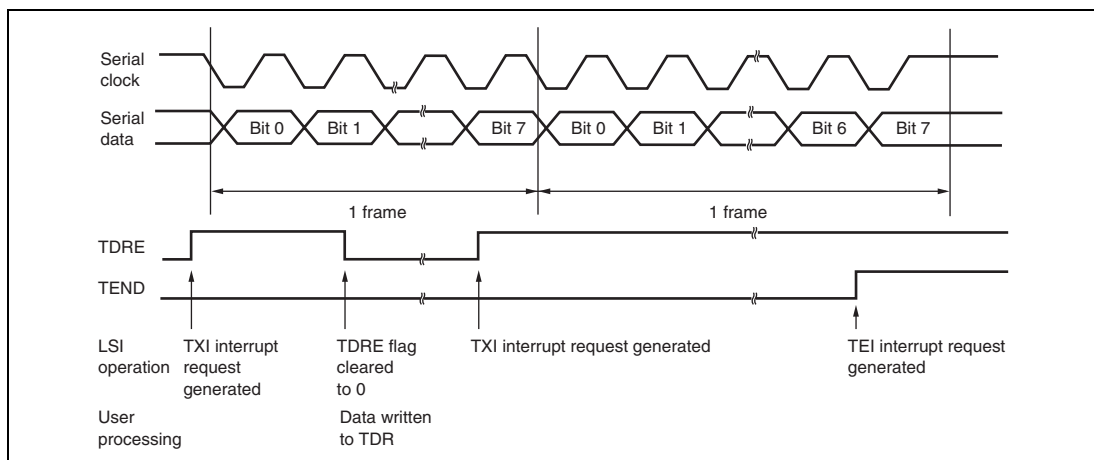 Serial
clock
Serial
data
Bit 0
Bit 1
Bit 7
Bit 0
Bit 1
Bit 6
Bit 7
1 frame
1 frame
TDRE
TEND
LSI
operation
TXI interrupt
request
generated
TDRE flag
cleared
to 0
TXI interrupt request generated
TEI interrupt request
generated
User
processing
Data written
to TDR